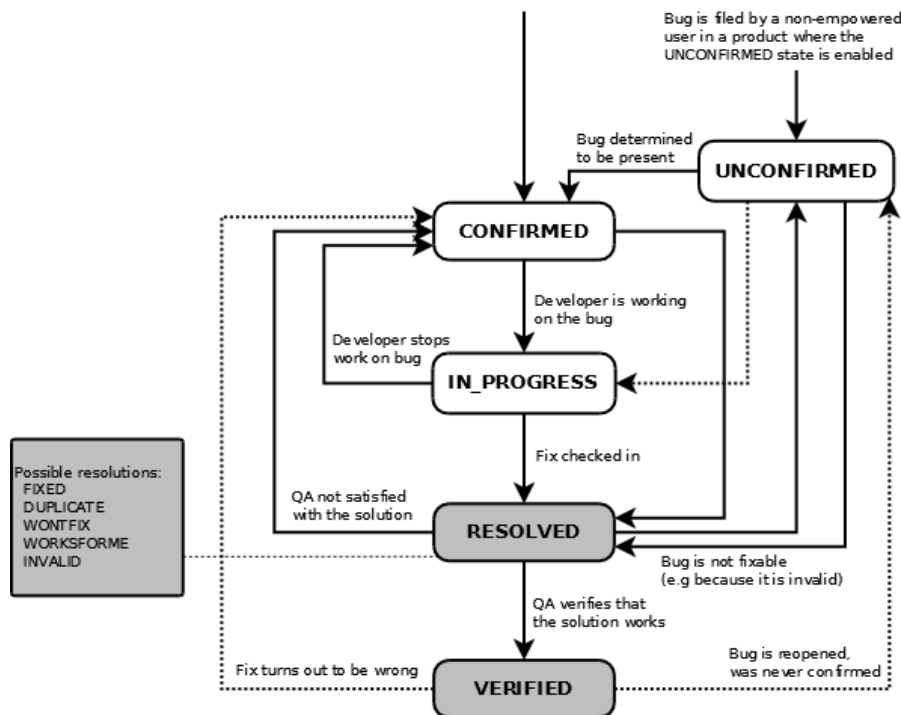 Bug is filed by a non-empowered
user in a product where the
UNCONFIRMED state is enabled
Bug determined
to be present
UNCONFIRMED
CONFIRMED
Developer is working
on the bug
Developer stops
work on bug
IN_PROGRESS
Possible resolutions:
FIXED
DUPLICATE
WONTFIX
WORKSFORME
INVALID
Fix checked in
QA not satisfied
with the solution
RESOLVED
Bug is not fixable
(e.g because it is invalid)
QA verifies that
the solution works
Fix turns out to be wrong
VERIFIED
Bug is reopened,
was never confirmed